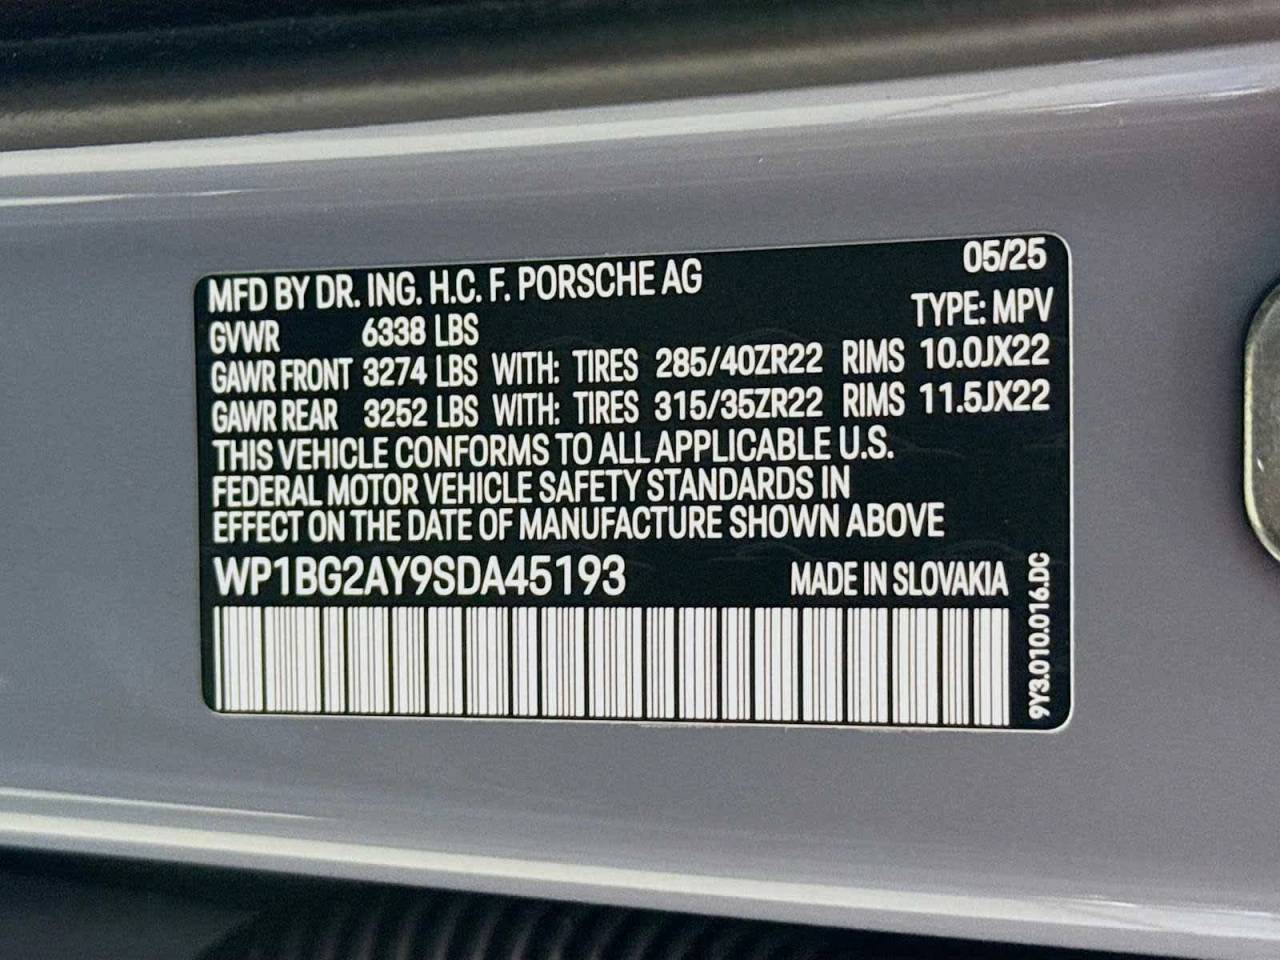 MFD BY DR. ING. H.C. F. PORSCHE AG 05/25
GVWR 6338 LBS TYPE: MPV
GAWR FRONT 3274 LBS WITH: TIRES 285/40ZR22 RIMS 10.0JX22
GAWR REAR 3252 LBS WITH: TIRES 315/35ZR22 RIMS 11.5JX22
THIS VEHICLE CONFORMS TO ALL APPLICABLE U.S.
FEDERAL MOTOR VEHICLE SAFETY STANDARDS IN
EFFECT ON THE DATE OF MANUFACTURE SHOWN ABOVE
WP1BG2AY9SDA45193 MADE IN SLOVAKIA
9Y3.010.016.DC